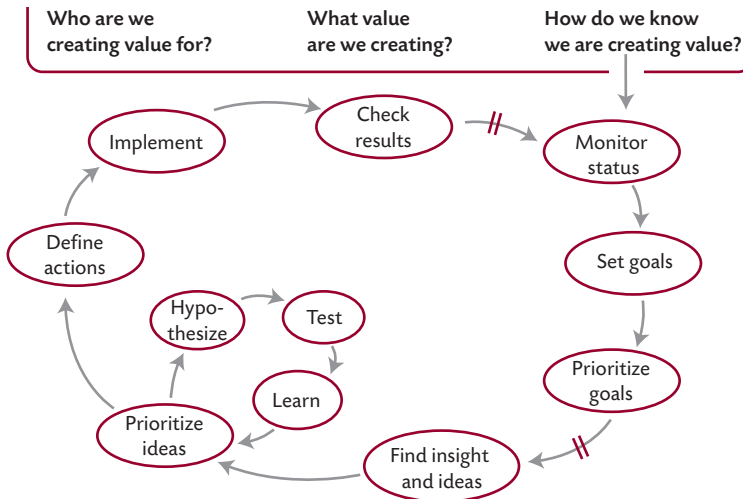 Who are we
creating value for?
What value
are we creating?
How do we know
we are creating value?
Implement
Check
results
Monitor
status
Define
actions
Set goals
Hypo-
thesize
Test
Learn
Prioritize
goals
Prioritize
ideas
Find insight
and ideas